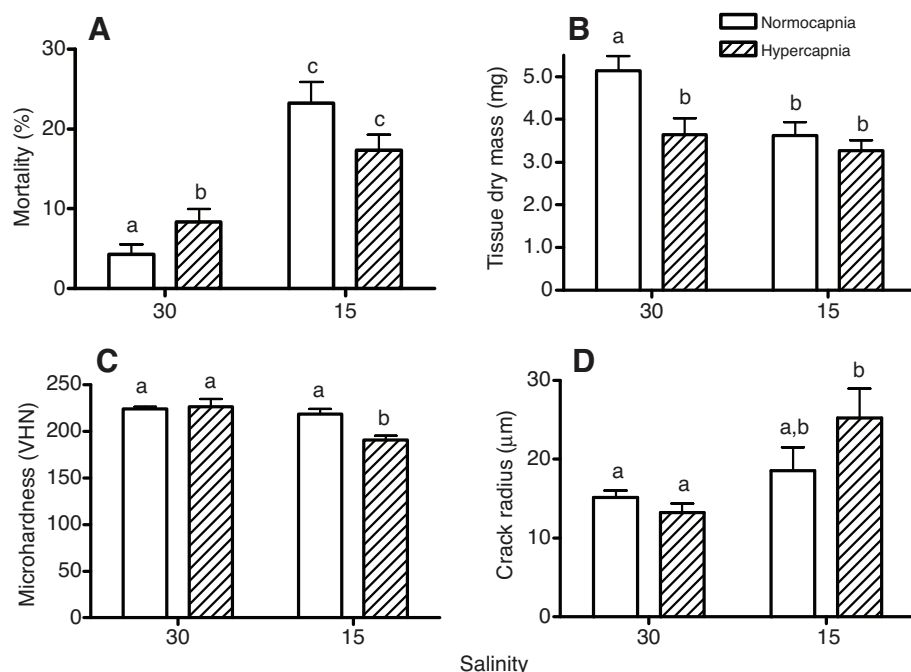 A
Mortality (%)
30
20
10
0
a
b
c
c
30
15
B
Normocapnia
Hypercapnia
Tissue dry mass (mg)
5.0
4.0
3.0
2.0
1.0
0
a
b
b
b
30
15
C
Microhardness (VHN)
250
200
150
100
50
0
a
a
a
b
30
15
D
Crack radius (μm)
30
20
10
0
a
a
a,b
b
30
15
Salinity